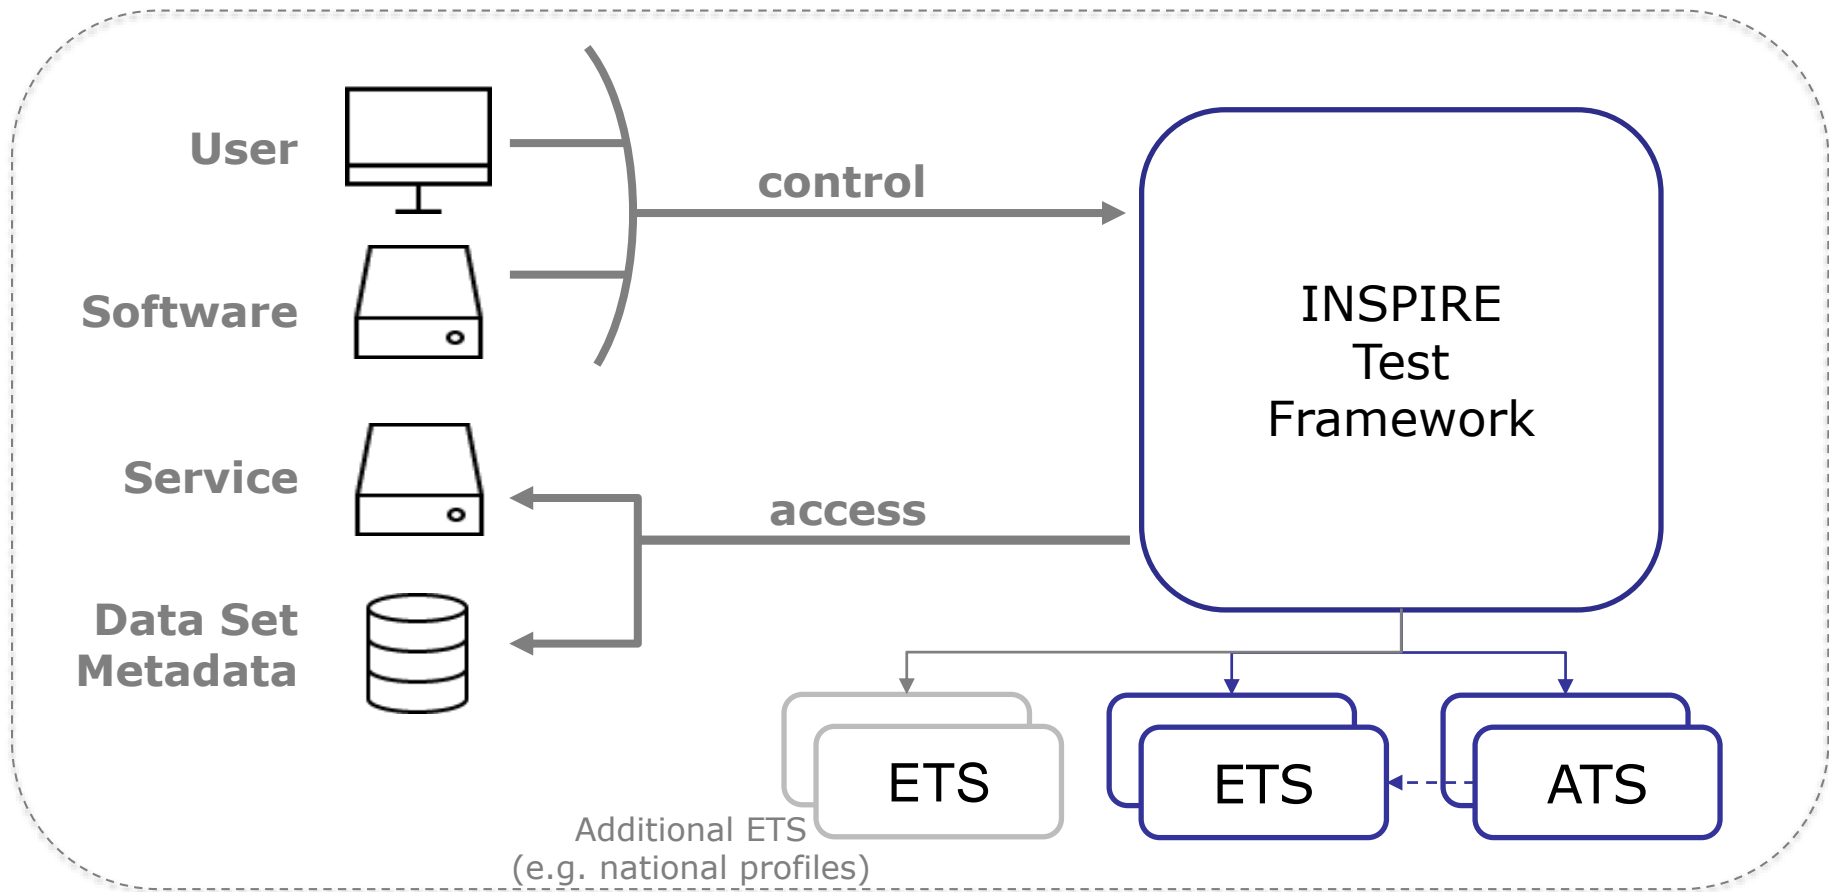 User
control
Software
INSPIRE
Test
Framework
Service
access
Data Set
Metadata
ETS
ETS
ATS
Additional ETS
(e.g. national profiles)